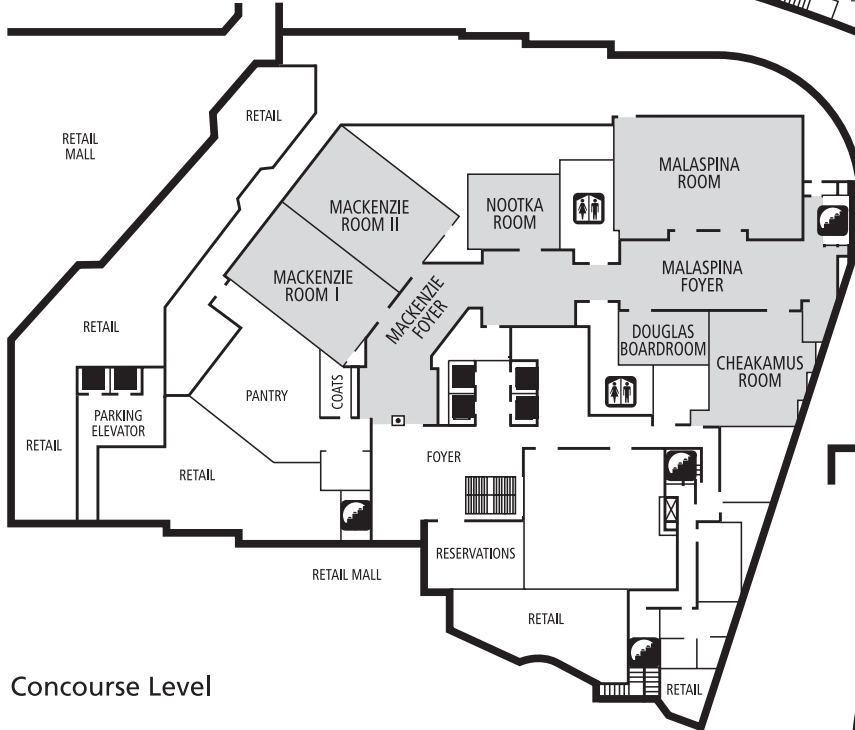 RETAIL
RETAIL
MALL
MALASPINA
ROOM
MACKENZIE
ROOM II
NOOTKA
ROOM
MACKENZIE
ROOM I
MALASPINA
FOYER
MACKENZIE
FOYER
RETAIL
DOUGLAS
BOARDROOM
CHEAKAMUS
ROOM
PANTRY
COATS
PARKING
ELEVATOR
RETAIL
FOYER
RETAIL
RESERVATIONS
RETAIL MALL
RETAIL
Concourse Level
RETAIL